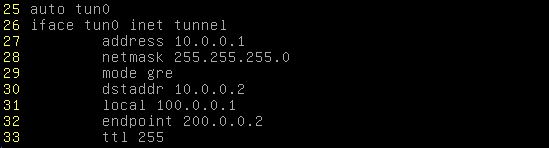 25 auto tun0
26 iface tun0 inet tunnel
27         address 10.0.0.1
28         netmask 255.255.255.0
29         mode gre
30         dstaddr 10.0.0.2
31         local 100.0.0.1
32         endpoint 200.0.0.2
33         ttl 255